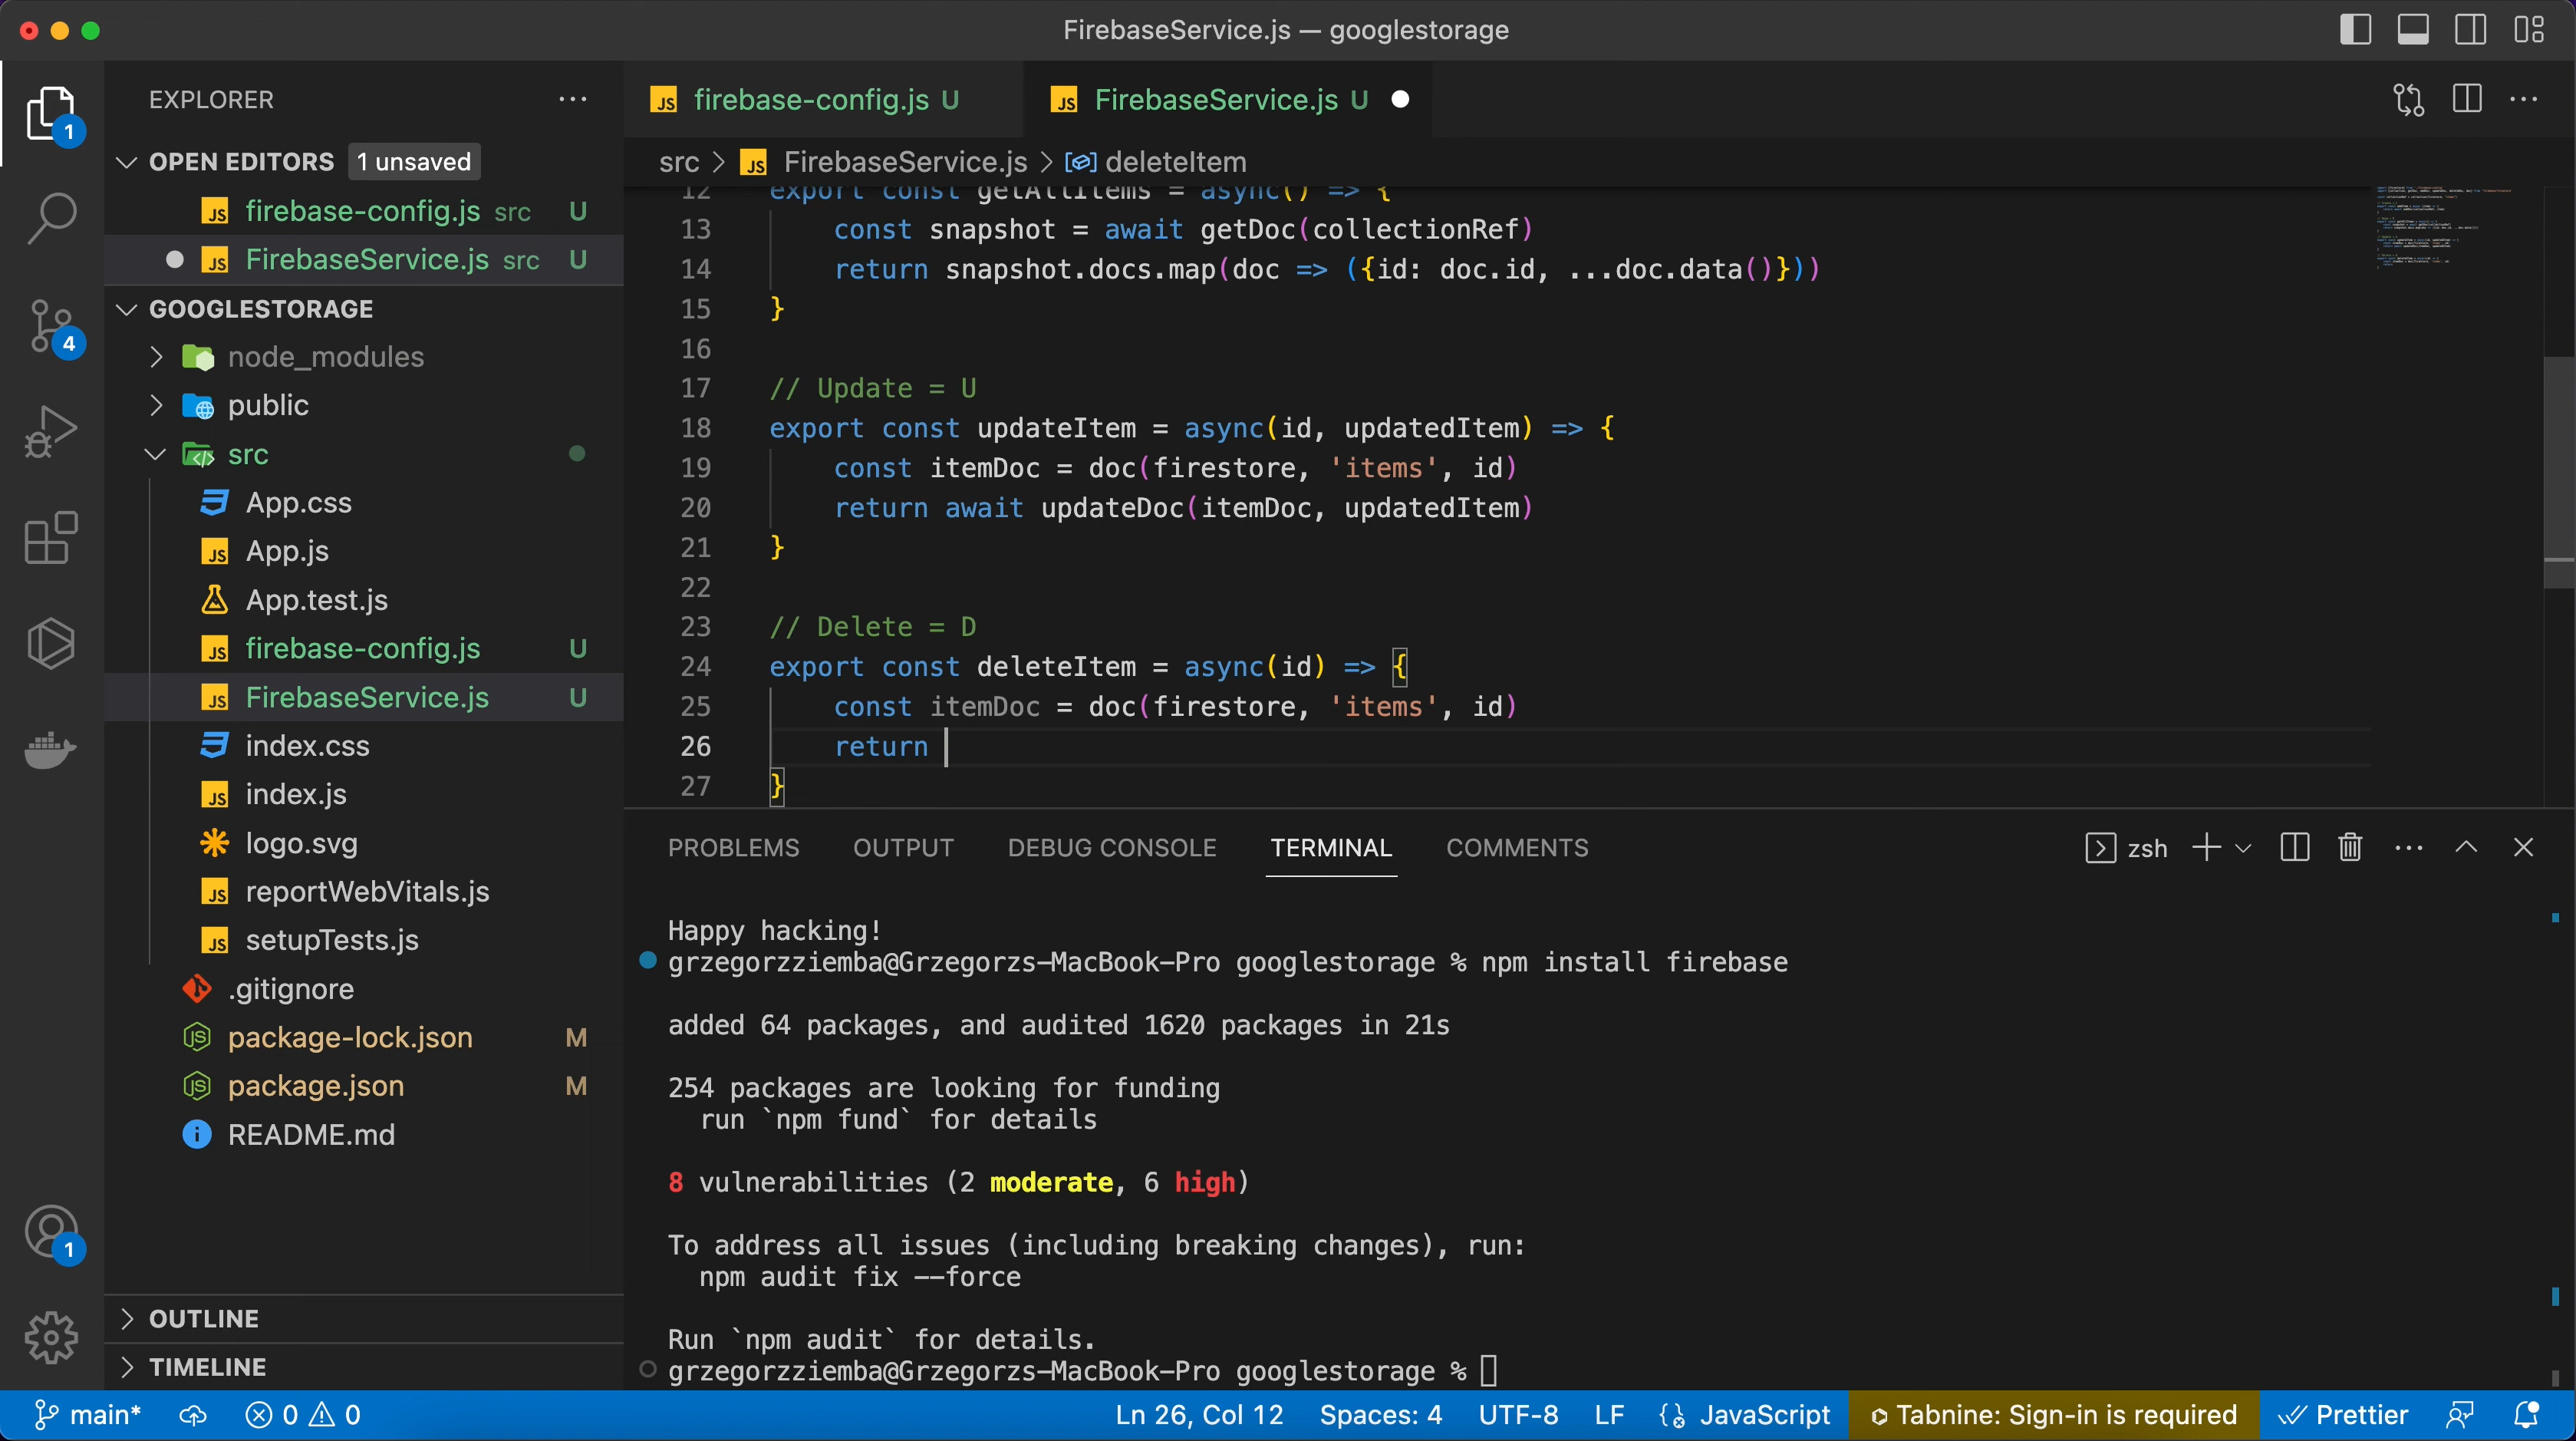 FirebaseService.js — googlestorage
EXPLORER
OPEN EDITORS 1 unsaved
firebase-config.js src U
FirebaseService.js src U
GOOGLESTORAGE
node_modules
public
src
App.css
App.js
App.test.js
firebase-config.js U
FirebaseService.js U
index.css
index.js
logo.svg
reportWebVitals.js
setupTests.js
.gitignore
package-lock.json M
package.json M
README.md
OUTLINE
TIMELINE
1
4
1
firebase-config.js U
FirebaseService.js U
src > FirebaseService.js > deleteItem
12 export const getAllItems = async() => {
13 const snapshot = await getDoc(collectionRef)
14 return snapshot.docs.map(doc => ({id: doc.id, ...doc.data()}))
15 }
16
17 // Update = U
18 export const updateItem = async(id, updatedItem) => {
19 const itemDoc = doc(firestore, 'items', id)
20 return await updateDoc(itemDoc, updatedItem)
21 }
22
23 // Delete = D
24 export const deleteItem = async(id) => {
25 const itemDoc = doc(firestore, 'items', id)
26 return
27 }
PROBLEMS OUTPUT DEBUG CONSOLE TERMINAL COMMENTS zsh
Happy hacking!
grzegorzziemba@Grzegorzs-MacBook-Pro googlestorage % npm install firebase
added 64 packages, and audited 1620 packages in 21s
254 packages are looking for funding
run `npm fund` for details
8 vulnerabilities (2 moderate, 6 high)
To address all issues (including breaking changes), run:
npm audit fix --force
Run `npm audit` for details.
grzegorzziemba@Grzegorzs-MacBook-Pro googlestorage %
main* 0 0 Ln 26, Col 12 Spaces: 4 UTF-8 LF JavaScript Tabnine: Sign-in is required Prettier